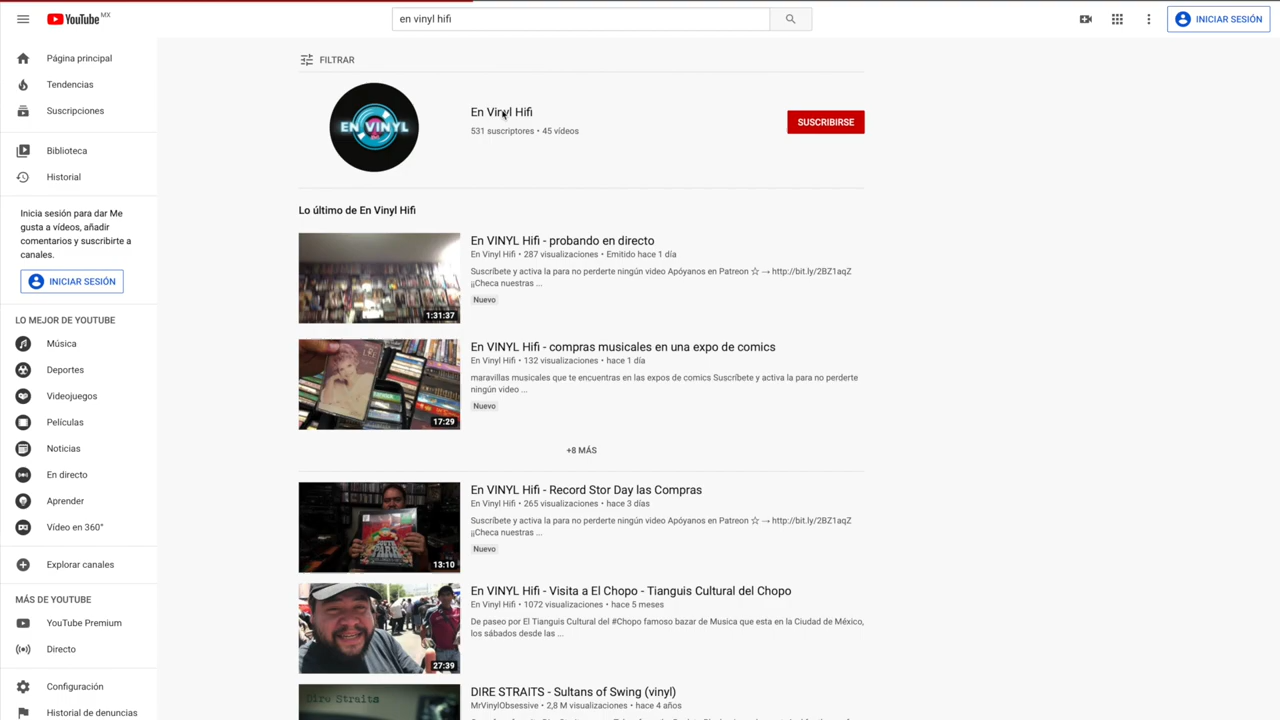 YouTube MX
en vinyl hifi
INICIAR SESIÓN
Página principal
Tendencias
Suscripciones
Biblioteca
Historial
Inicia sesión para dar Me
gusta a vídeos, añadir
comentarios y suscribirte a
canales.
INICIAR SESIÓN
LO MEJOR DE YOUTUBE
Música
Deportes
Videojuegos
Películas
Noticias
En directo
Aprender
Vídeo en 360°
Explorar canales
MÁS DE YOUTUBE
YouTube Premium
Directo
Configuración
Historial de denuncias
FILTRAR
EN VINYL
En Vinyl Hifi
531 suscriptores • 45 vídeos
SUSCRIBIRSE
Lo último de En Vinyl Hifi
1:31:37
En VINYL Hifi - probando en directo
En Vinyl Hifi • 287 visualizaciones • Emitido hace 1 día
Suscríbete y activa la para no perderte ningún video Apóyanos en Patreon ☆ → http://bit.ly/2BZ1aqZ
¡¡Checa nuestras ...
Nuevo
17:29
En VINYL Hifi - compras musicales en una expo de comics
En Vinyl Hifi • 132 visualizaciones • hace 1 día
maravillas musicales que te encuentras en las expos de comics Suscríbete y activa la para no perderte
ningún video ...
Nuevo
+8 MÁS
13:10
En VINYL Hifi - Record Stor Day las Compras
En Vinyl Hifi • 265 visualizaciones • hace 3 días
Suscríbete y activa la para no perderte ningún video Apóyanos en Patreon ☆ → http://bit.ly/2BZ1aqZ
¡¡Checa nuestras ...
Nuevo
27:39
En VINYL Hifi - Visita a El Chopo - Tianguis Cultural del Chopo
En Vinyl Hifi • 1072 visualizaciones • hace 5 meses
De paseo por El Tianguis Cultural del #Chopo famoso bazar de Musica que esta en la Ciudad de México,
los sábados desde las ...
Dire Straits
DIRE STRAITS - Sultans of Swing (vinyl)
MrVinylObsessive • 2,8 M visualizaciones • hace 4 años